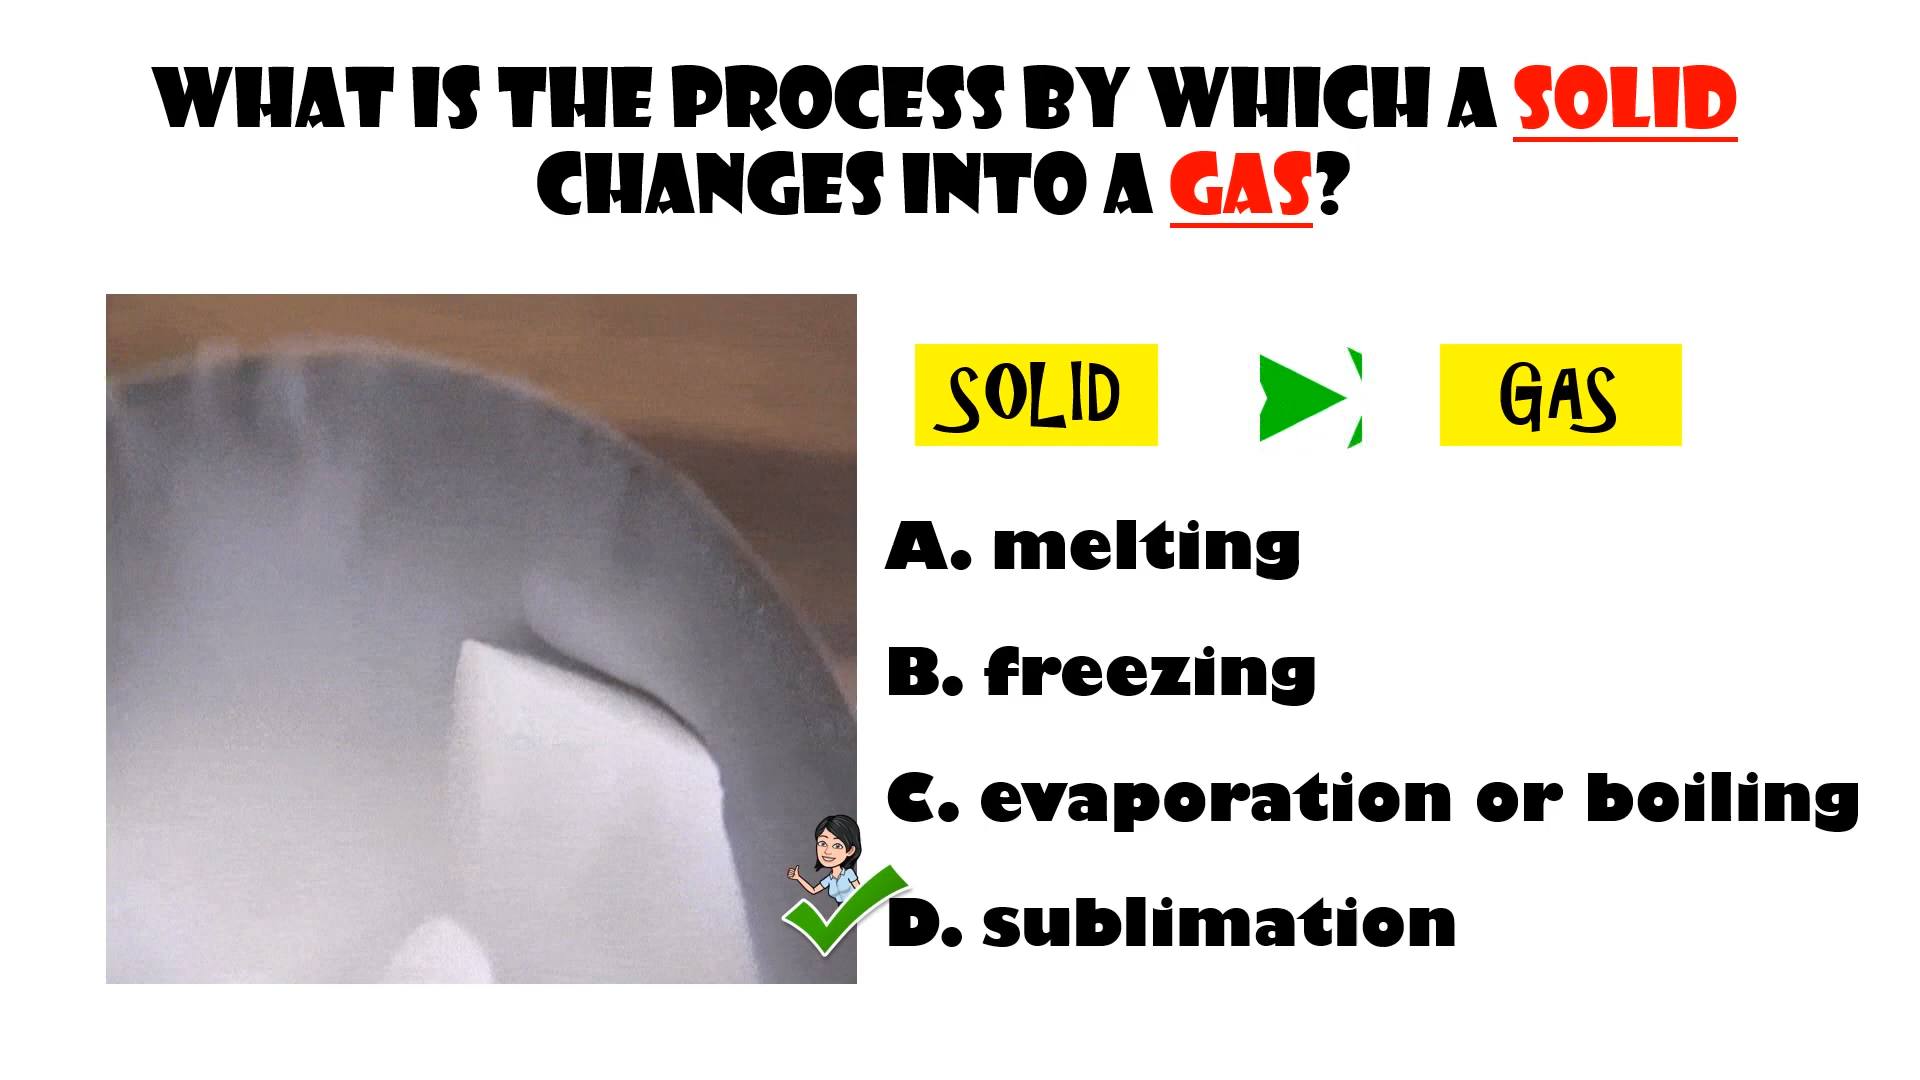 WHAT IS THE PROCESS BY WHICH A SOLID
CHANGES INTO A GAS?
SOLID
GAS
A. melting
B. freezing
C. evaporation or boiling
D. sublimation